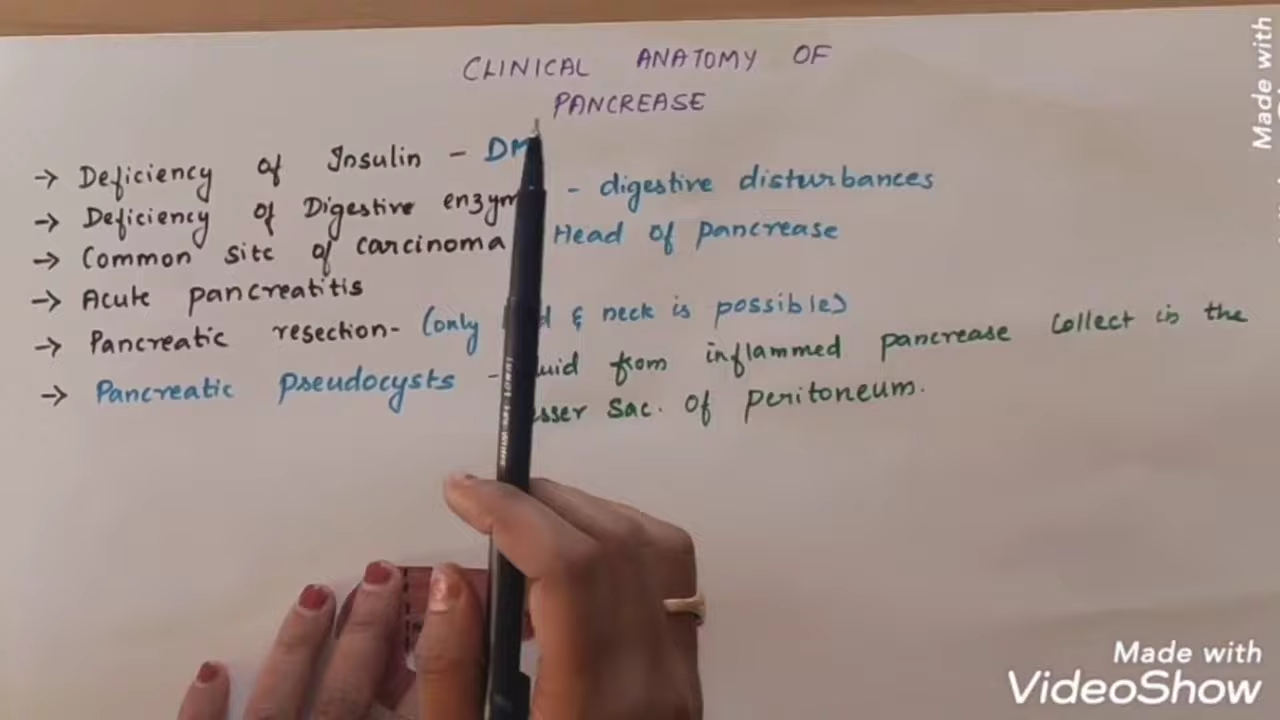 CLINICAL ANATOMY OF
PANCREASE
→ Deficiency of Insulin - DM
→ Deficiency of Digestive enzym - digestive disturbances
→ Common site of carcinoma Head of pancrease
→ Acute pancreatitis
→ Pancreatic resection- (only & neck is possible)
→ Pancreatic pseudocysts - from inflammed pancrease collect in the
sac. of peritoneum.
Made with
Made with
VideoShow